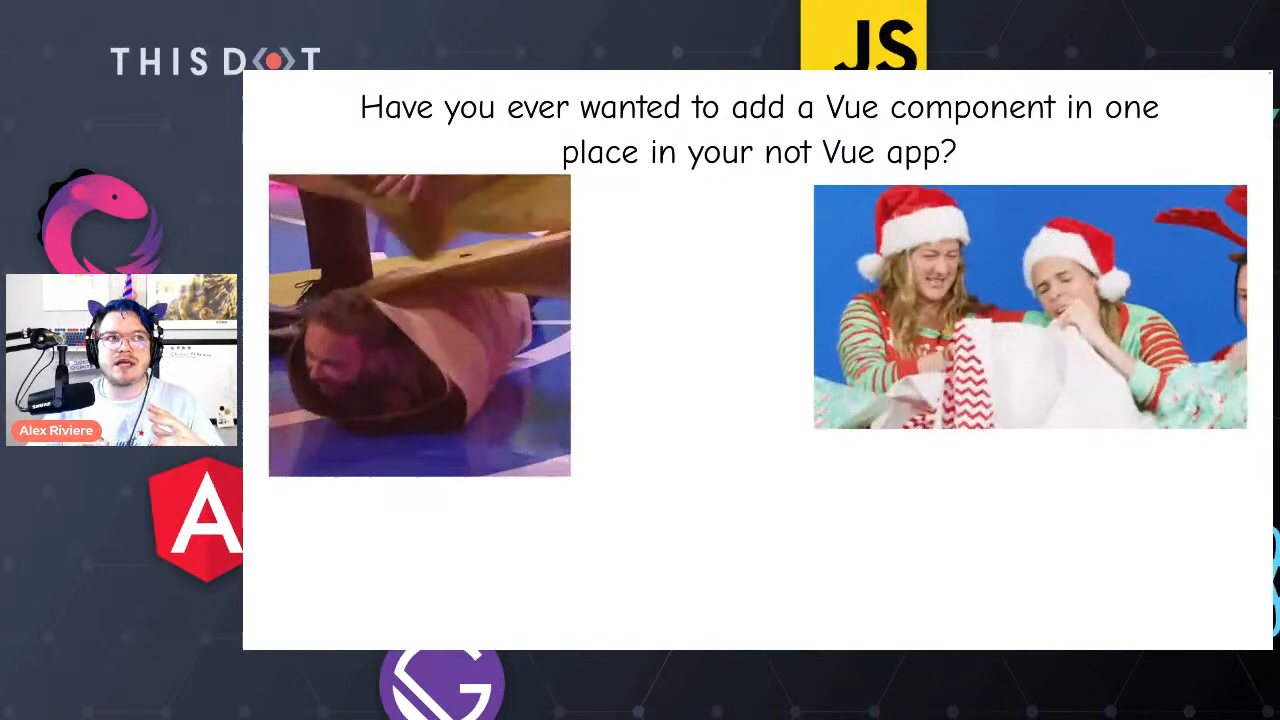 THIS DOT
JS
Have you ever wanted to add a Vue component in one
place in your not Vue app?
Alex Riviere
A
G